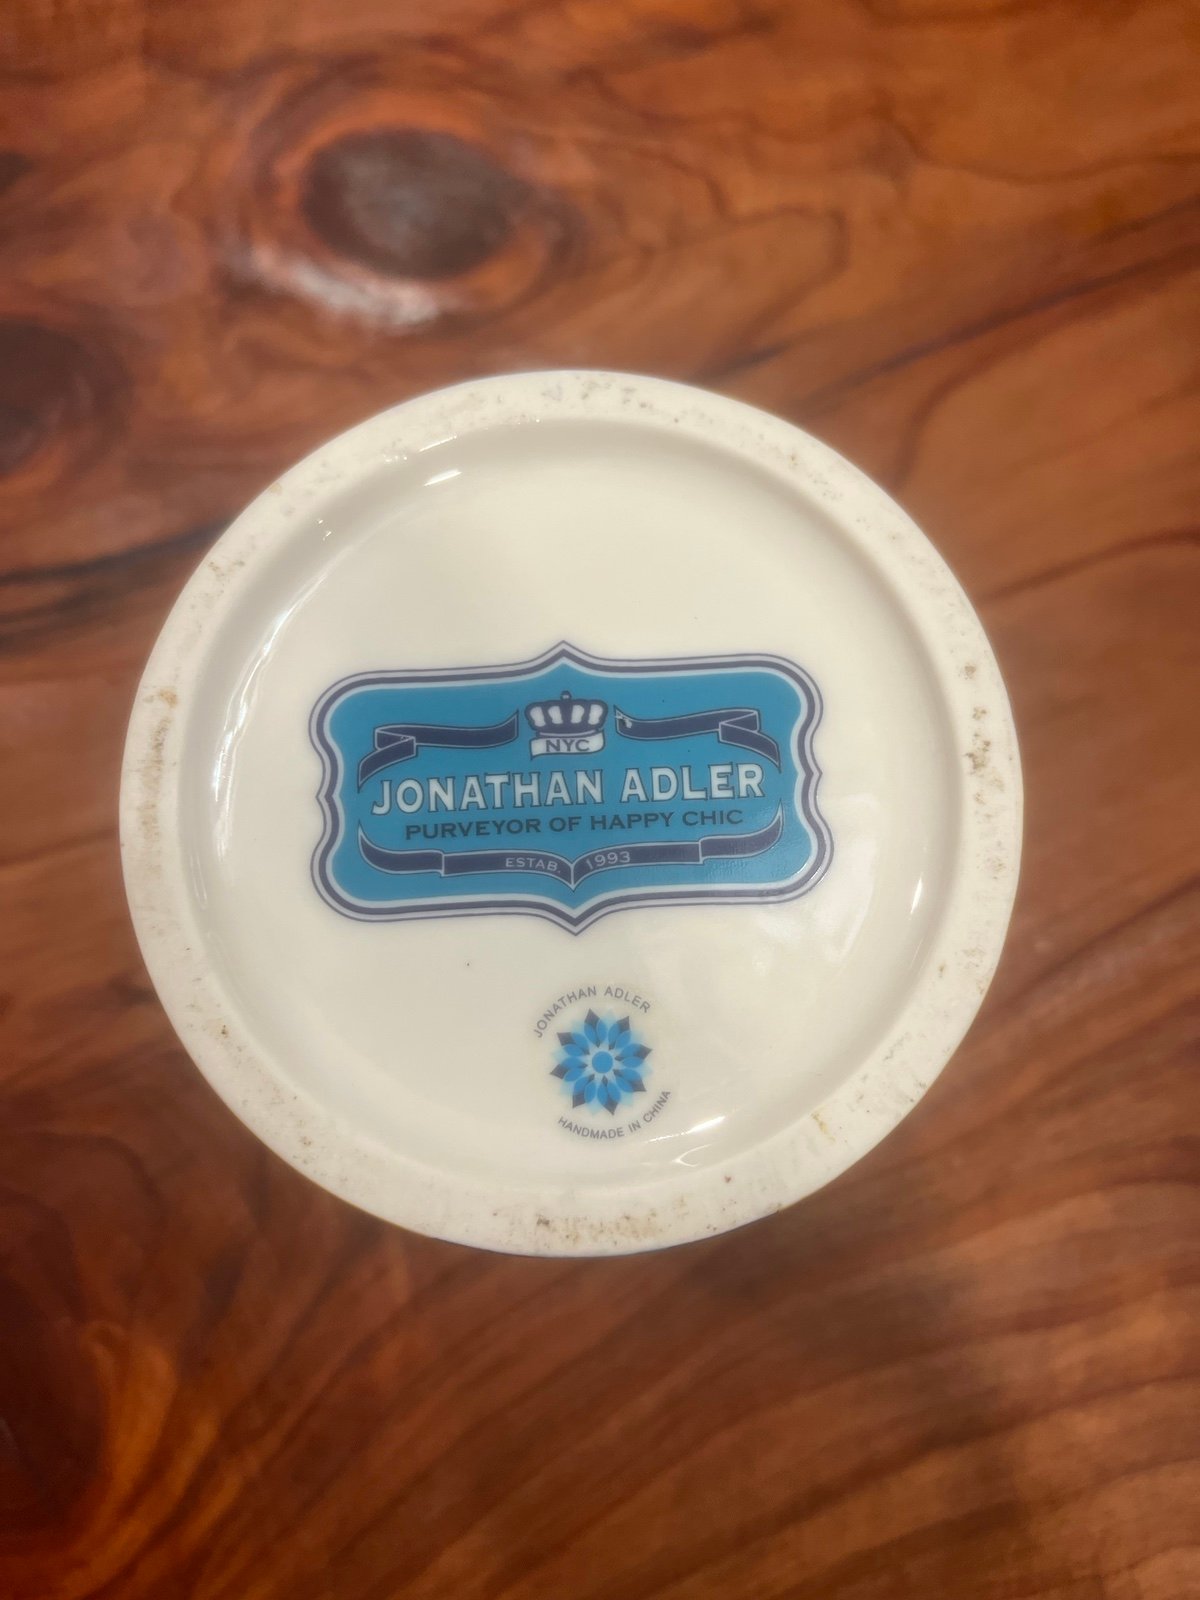 NYC
JONATHAN ADLER
PURVEYOR OF HAPPY CHIC
ESTAB. 1993
JONATHAN ADLER
HANDMADE IN CHINA